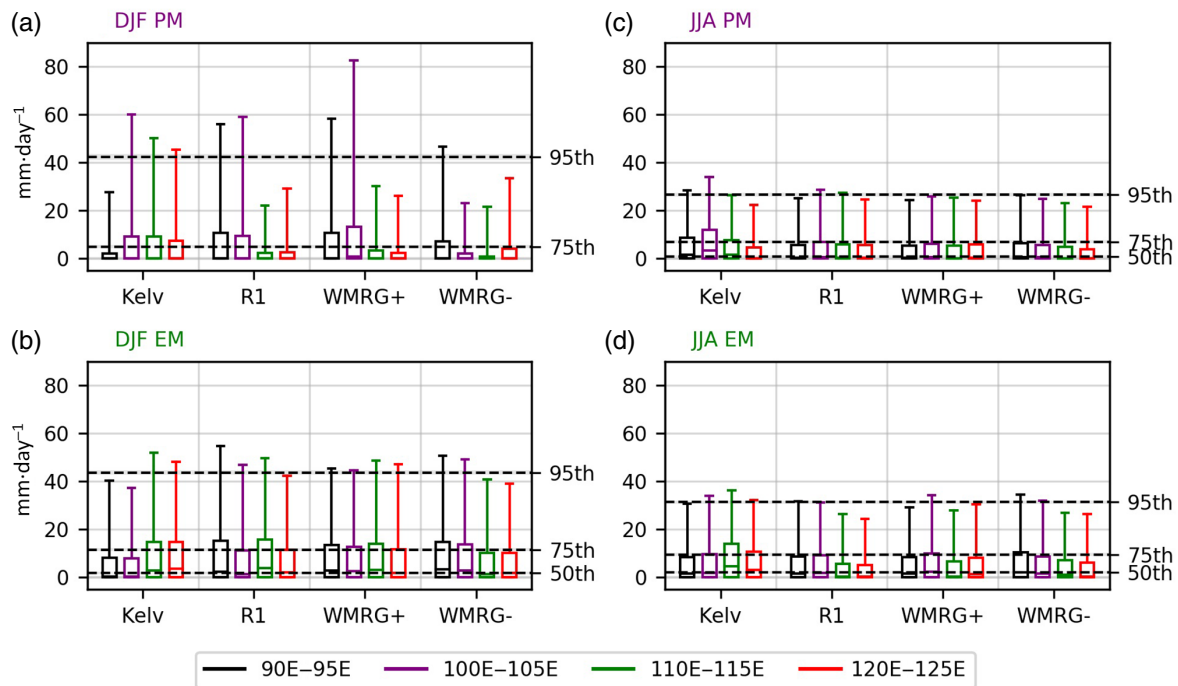 (a) DJF PM
mm·day⁻¹
80
60
40
20
0
95th
75th
Kelv R1 WMRG+ WMRG-
(c) JJA PM
80
60
40
20
0
95th
75th
50th
Kelv R1 WMRG+ WMRG-
(b) DJF EM
mm·day⁻¹
80
60
40
20
0
95th
75th
50th
Kelv R1 WMRG+ WMRG-
(d) JJA EM
80
60
40
20
0
95th
75th
50th
Kelv R1 WMRG+ WMRG-
90E–95E 100E–105E 110E–115E 120E–125E